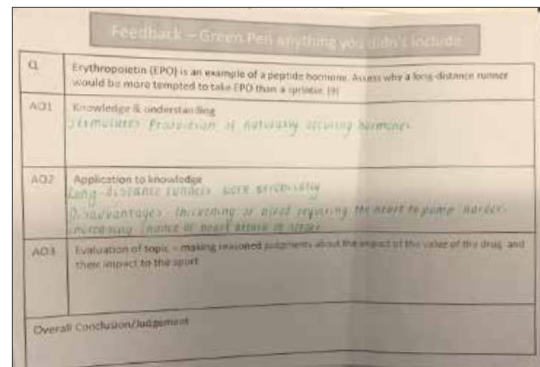 Feedback – Green Pen anything you didn't include
Q. Erythropoietin (EPO) is an example of a peptide hormone. Assess why a long-distance runner
would be more tempted to take EPO than a sprinter. (9)
AO1 Knowledge & understanding
Stimulates production of naturally occuring hormones
AO2 Application to knowledge
Long-distance runners work aerobically
Disadvantages thickening of blood requiring the heart to pump harder.
increasing chance of heart attack or stroke
AO3 Evaluation of topic – making reasoned judgments about the impact of the value of the drug and
there impact to the sport
Overall Conclusion/Judgement